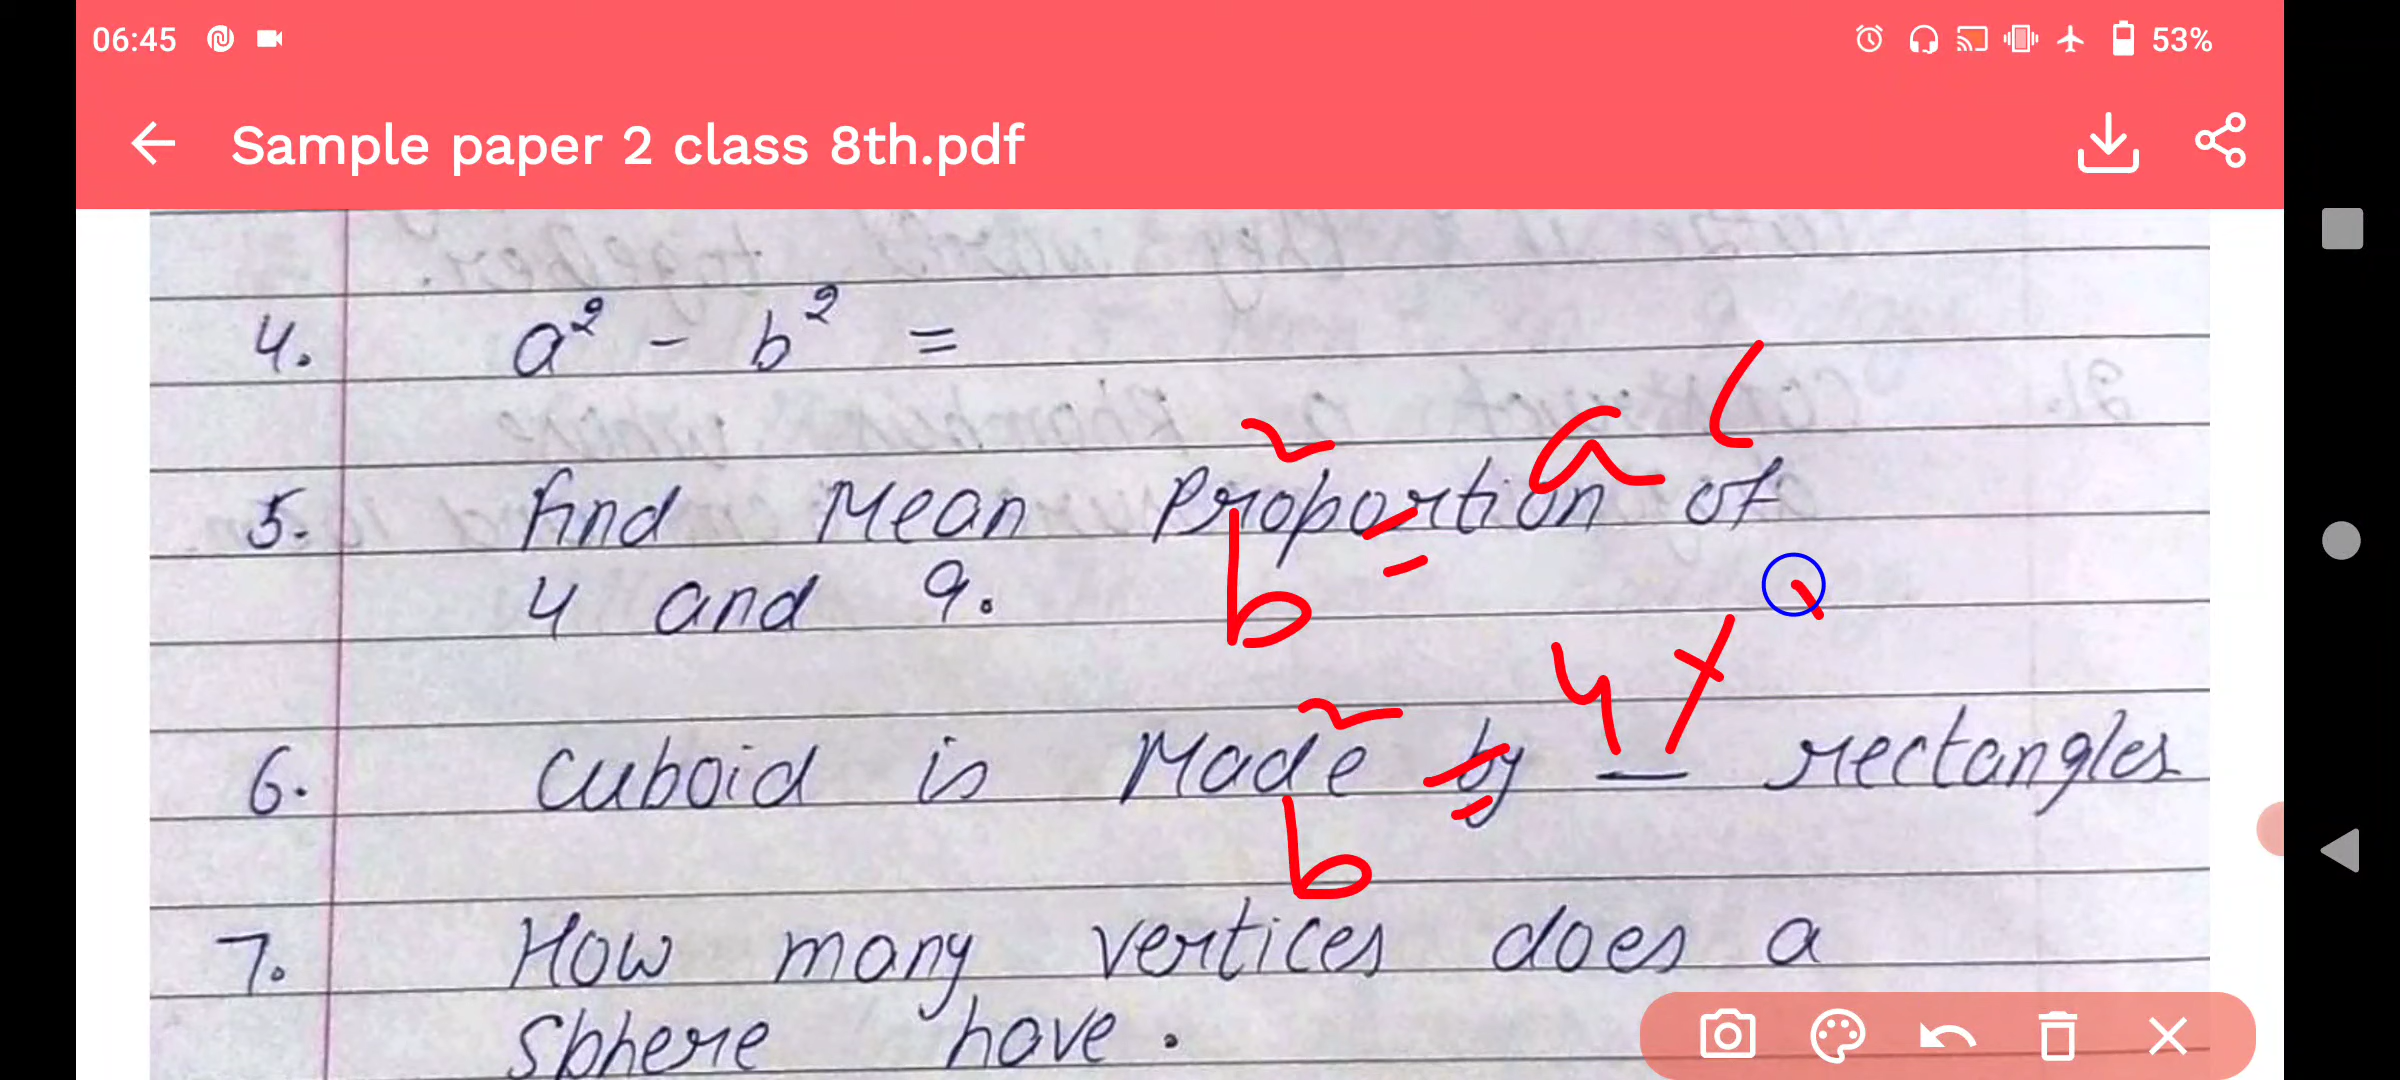 06:45 53%
Sample paper 2 class 8th.pdf
4. a² - b² =
5. find Mean Proportion of
4 and 9.
6. Cuboid is Made by — rectangles
7. How many vertices does a
Sphere have.
b a
b 4